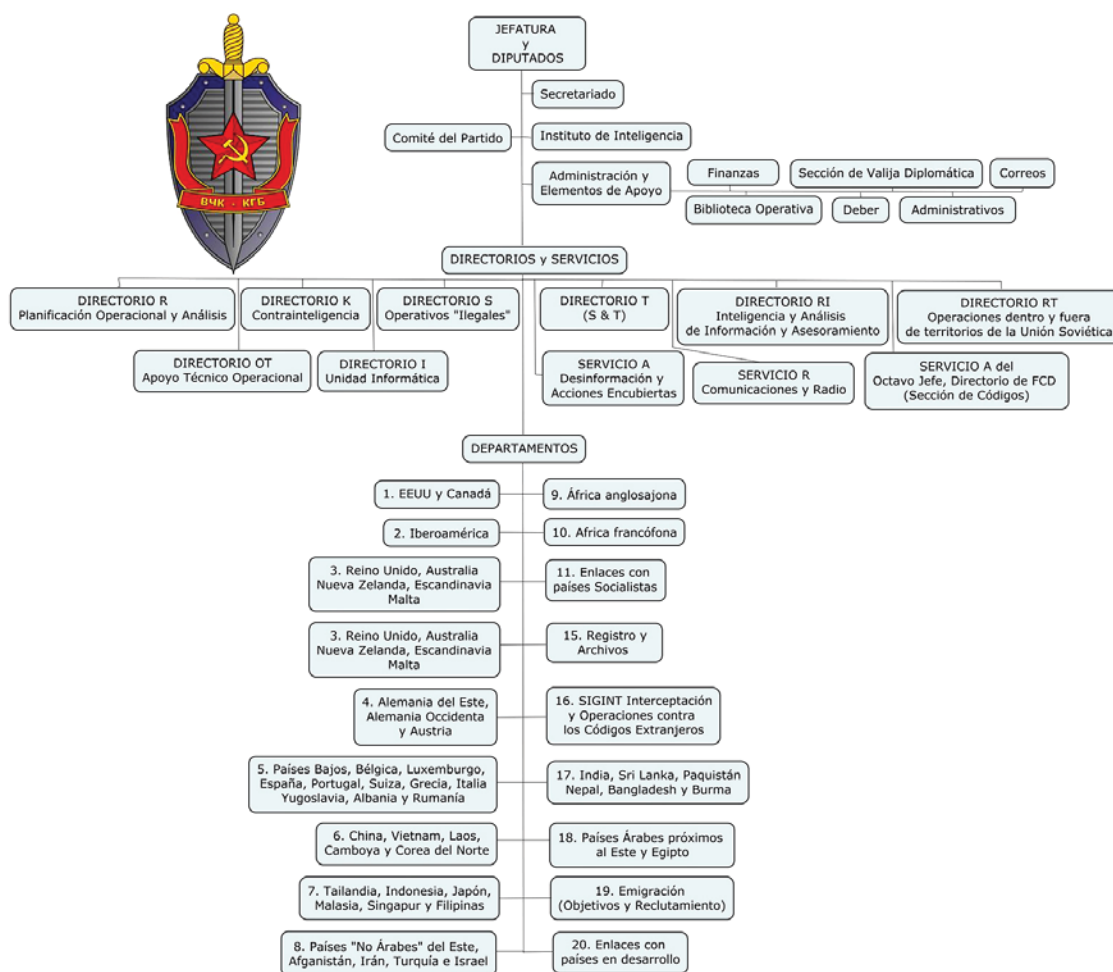 JEFATURA
y
DIPUTADOS
Secretariado
Comité del Partido
Instituto de Inteligencia
Administración y
Elementos de Apoyo
Finanzas
Sección de Valija Diplomática
Correos
Biblioteca Operativa
Deber
Administrativos
ВЧК - КГБ
DIRECTORIOS y SERVICIOS
DIRECTORIO R
Planificación Operacional y Análisis
DIRECTORIO K
Contrainteligencia
DIRECTORIO S
Operativos "Ilegales"
DIRECTORIO T
(S & T)
DIRECTORIO RI
Inteligencia y Análisis
de Información y Asesoramiento
DIRECTORIO RT
Operaciones dentro y fuera
de territorios de la Unión Soviética
DIRECTORIO OT
Apoyo Técnico Operacional
DIRECTORIO I
Unidad Informática
SERVICIO A
Desinformación y
Acciones Encubiertas
SERVICIO R
Comunicaciones y Radio
SERVICIO A del
Octavo Jefe, Directorio de FCD
(Sección de Códigos)
DEPARTAMENTOS
1. EEUU y Canadá
9. África anglosajona
2. Iberoamérica
10. Africa francófona
3. Reino Unido, Australia
Nueva Zelanda, Escandinavia
Malta
11. Enlaces con
países Socialistas
3. Reino Unido, Australia
Nueva Zelanda, Escandinavia
Malta
15. Registro y
Archivos
4. Alemania del Este,
Alemania Occidenta
y Austria
16. SIGINT Interceptación
y Operaciones contra
los Códigos Extranjeros
5. Países Bajos, Bélgica, Luxemburgo,
España, Portugal, Suiza, Grecia, Italia
Yugoslavia, Albania y Rumanía
17. India, Sri Lanka, Paquistán
Nepal, Bangladesh y Burma
6. China, Vietnam, Laos,
Camboya y Corea del Norte
18. Países Árabes próximos
al Este y Egipto
7. Tailandia, Indonesia, Japón,
Malasia, Singapur y Filipinas
19. Emigración
(Objetivos y Reclutamiento)
8. Países "No Árabes" del Este,
Afganistán, Irán, Turquía e Israel
20. Enlaces con
países en desarrollo